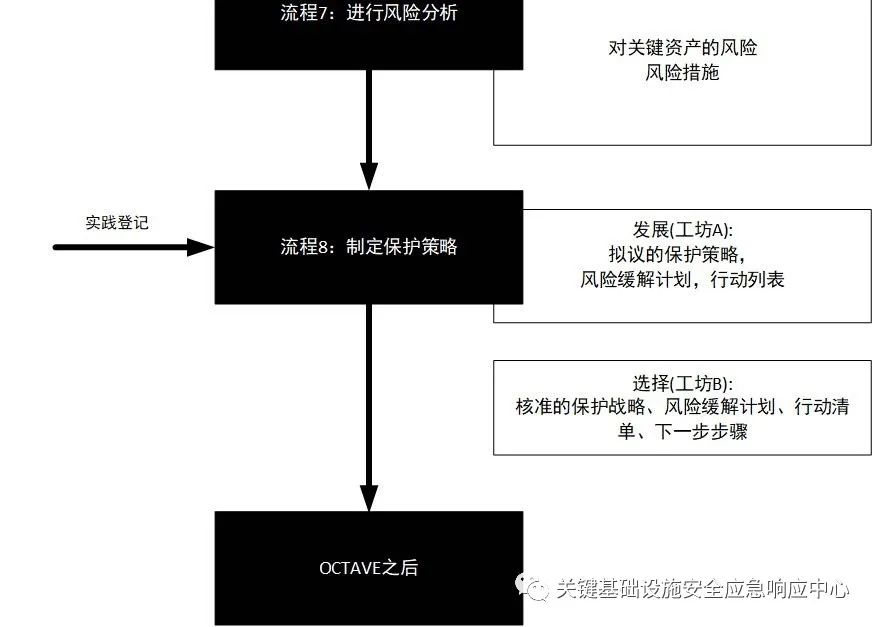 流程7：进行风险分析
对关键资产的风险
风险措施
实践登记
流程8：制定保护策略
发展(工坊A):
拟议的保护策略，
风险缓解计划，行动列表
选择(工坊B):
核准的保护战略、风险缓解计划、行动清
单、下一步步骤
OCTAVE之后
关键基础设施安全应急响应中心